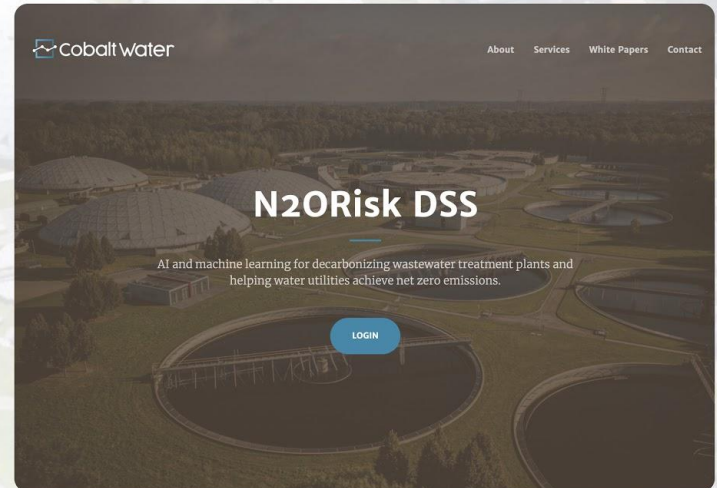 Cobalt Water
About Services White Papers Contact
N2ORisk DSS
AI and machine learning for decarbonizing wastewater treatment plants and
helping water utilities achieve net zero emissions.
LOGIN